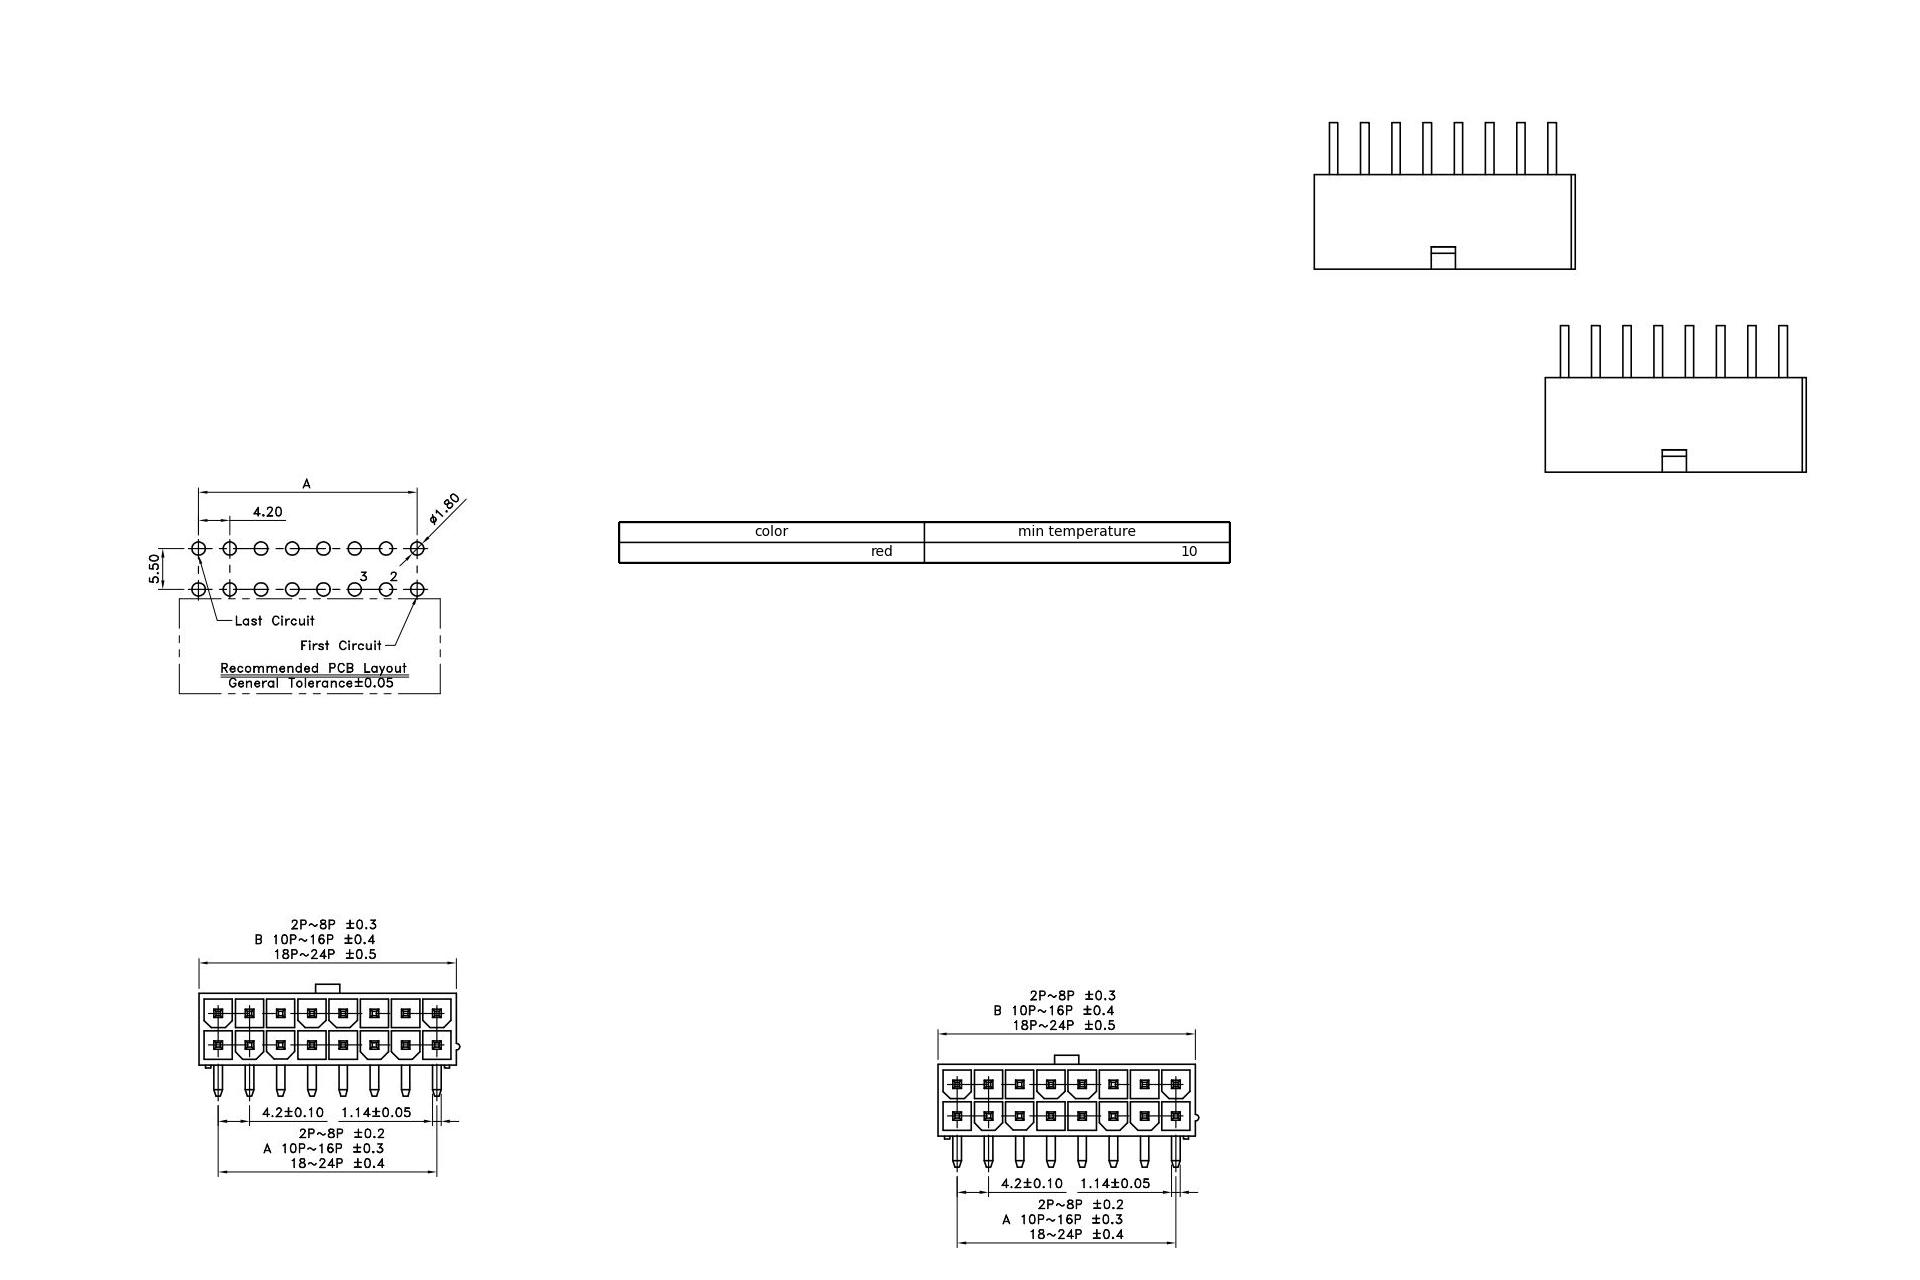 A
4.20
ø1.80
5.50
3 2
Last Circuit
First Circuit
Recommended PCB Layout
General Tolerance±0.05
color min temperature
red 10
2P~8P ±0.3
B 10P~16P ±0.4
18P~24P ±0.5
4.2±0.10 1.14±0.05
2P~8P ±0.2
A 10P~16P ±0.3
18~24P ±0.4
2P~8P ±0.3
B 10P~16P ±0.4
18P~24P ±0.5
4.2±0.10 1.14±0.05
2P~8P ±0.2
A 10P~16P ±0.3
18~24P ±0.4